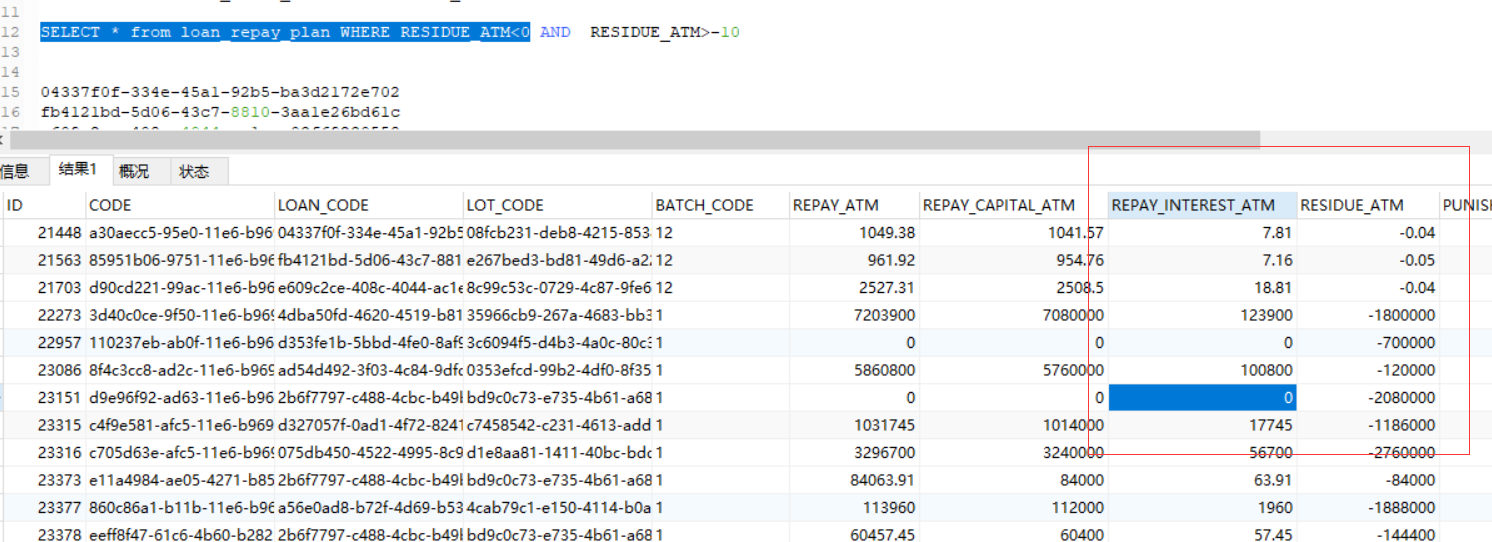 11
12 SELECT * from loan_repay_plan WHERE RESIDUE_ATM<0 AND RESIDUE_ATM>-10
13
14
15 04337f0f-334e-45a1-92b5-ba3d2172e702
16 fb4121bd-5d06-43c7-8810-3aa1e26bd61c
信息 结果1 概况 状态
ID CODE LOAN_CODE LOT_CODE BATCH_CODE REPAY_ATM REPAY_CAPITAL_ATM REPAY_INTEREST_ATM RESIDUE_ATM PUNISH
21448 a30aecc5-95e0-11e6-b96 04337f0f-334e-45a1-92b5 08fcb231-deb8-4215-853 12 1049.38 1041.57 7.81 -0.04
21563 85951b06-9751-11e6-b96 fb4121bd-5d06-43c7-881 e267bed3-bd81-49d6-a2 12 961.92 954.76 7.16 -0.05
21703 d90cd221-99ac-11e6-b96 e609c2ce-408c-4044-ac1e 8c99c53c-0729-4c87-9fe6 12 2527.31 2508.5 18.81 -0.04
22273 3d40c0ce-9f50-11e6-b969 4dba50fd-4620-4519-b81 35966cb9-267a-4683-bb3 1 7203900 7080000 123900 -1800000
22957 110237eb-ab0f-11e6-b96 d353fe1b-5bbd-4fe0-8af9 3c6094f5-d4b3-4a0c-80c3 1 0 0 0 -700000
23086 8f4c3cc8-ad2c-11e6-b969 ad54d492-3f03-4c84-9dfc 0353efcd-99b2-4df0-8f35 1 5860800 5760000 100800 -120000
23151 d9e96f92-ad63-11e6-b96 2b6f7797-c488-4cbc-b49 bd9c0c73-e735-4b61-a68 1 0 0 0 -2080000
23315 c4f9e581-afc5-11e6-b969 d327057f-0ad1-4f72-8241 c7458542-c231-4613-add 1 1031745 1014000 17745 -1186000
23316 c705d63e-afc5-11e6-b969 075db450-4522-4995-8c9 d1e8aa81-1411-40bc-bdc 1 3296700 3240000 56700 -2760000
23373 e11a4984-ae05-4271-b85 2b6f7797-c488-4cbc-b49 bd9c0c73-e735-4b61-a68 1 84063.91 84000 63.91 -84000
23377 860c86a1-b11b-11e6-b96 a56e0ad8-b72f-4d69-b53 4cab79c1-e150-4114-b0a 1 113960 112000 1960 -1888000
23378 eeff8f47-61c6-4b60-b282 2b6f7797-c488-4cbc-b49 bd9c0c73-e735-4b61-a68 1 60457.45 60400 57.45 -144400